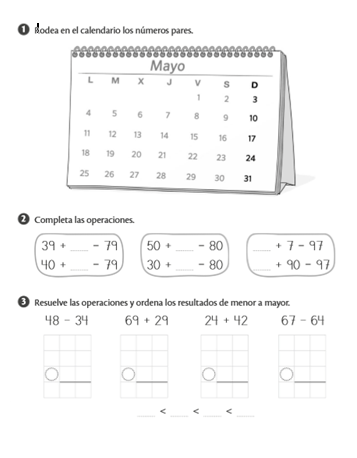 1 Rodea en el calendario los números pares.
Mayo
L M X J V S D
1 2 3
4 5 6 7 8 9 10
11 12 13 14 15 16 17
18 19 20 21 22 23 24
25 26 27 28 29 30 31
2 Completa las operaciones.
39 + ___ - 79 50 + ___ - 80 ___ + 7 - 97
40 + ___ - 79 30 + ___ - 80 ___ + 90 - 97
3 Resuelve las operaciones y ordena los resultados de menor a mayor.
48 - 34 69 + 29 24 + 42 67 - 64
___ < ___ < ___ < ___